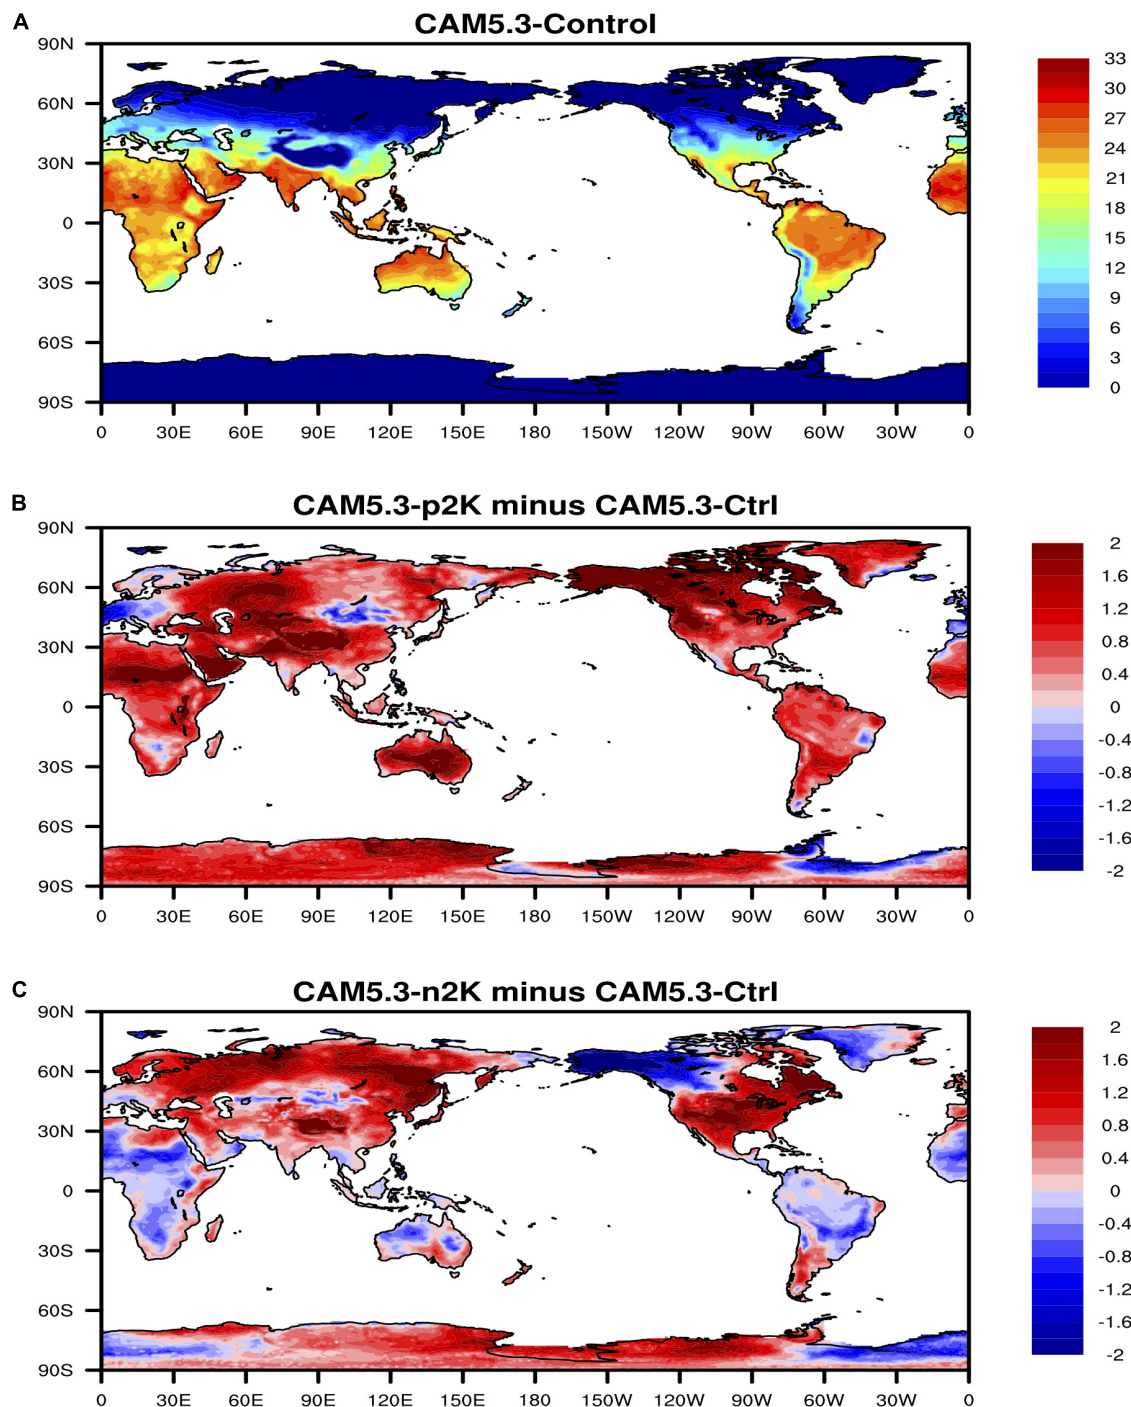 A
CAM5.3-Control
90N
60N
30N
0
30S
60S
90S
0 30E 60E 90E 120E 150E 180 150W 120W 90W 60W 30W 0
33
30
27
24
21
18
15
12
9
6
3
0
B
CAM5.3-p2K minus CAM5.3-Ctrl
90N
60N
30N
0
30S
60S
90S
0 30E 60E 90E 120E 150E 180 150W 120W 90W 60W 30W 0
2
1.6
1.2
0.8
0.4
0
-0.4
-0.8
-1.2
-1.6
-2
C
CAM5.3-n2K minus CAM5.3-Ctrl
90N
60N
30N
0
30S
60S
90S
0 30E 60E 90E 120E 150E 180 150W 120W 90W 60W 30W 0
2
1.6
1.2
0.8
0.4
0
-0.4
-0.8
-1.2
-1.6
-2